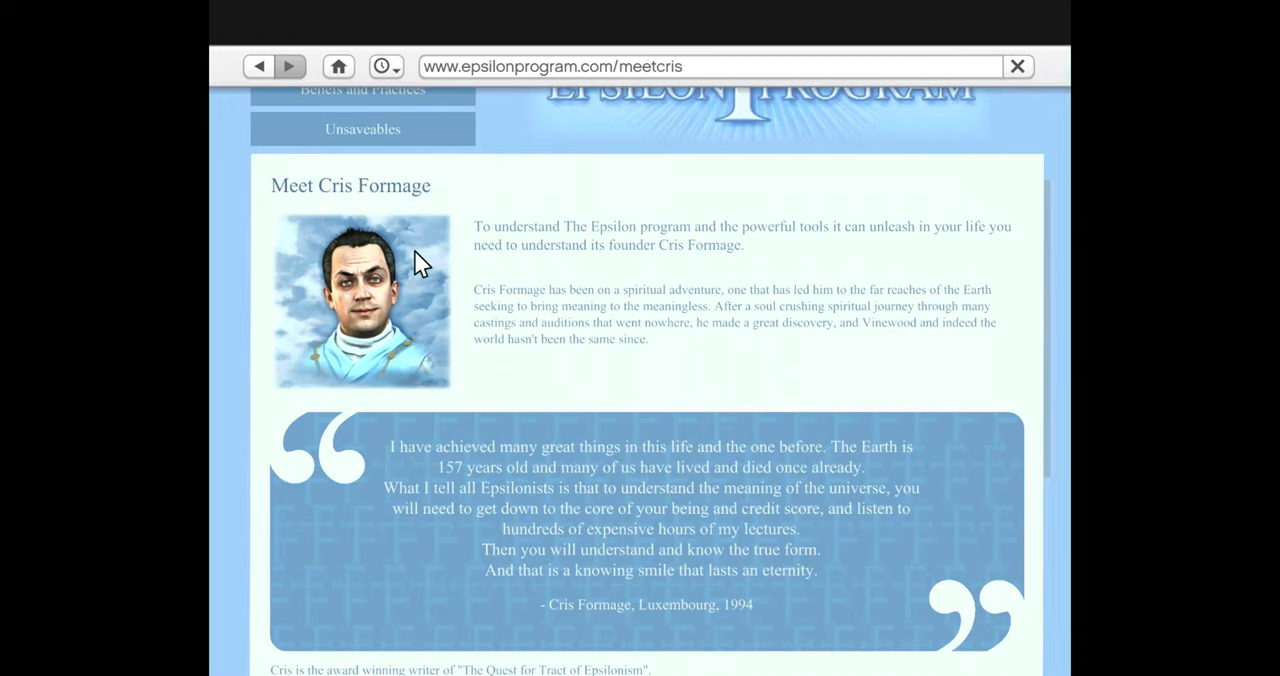 www.epsilonprogram.com/meetcris
Beliefs and Practices
EPSILON PROGRAM
Unsaveables
Meet Cris Formage
To understand The Epsilon program and the powerful tools it can unleash in your life you
need to understand its founder Cris Formage.
Cris Formage has been on a spiritual adventure, one that has led him to the far reaches of the Earth
seeking to bring meaning to the meaningless. After a soul crushing spiritual journey through many
castings and auditions that went nowhere, he made a great discovery, and Vinewood and indeed the
world hasn't been the same since.
I have achieved many great things in this life and the one before. The Earth is
157 years old and many of us have lived and died once already.
What I tell all Epsilonists is that to understand the meaning of the universe, you
will need to get down to the core of your being and credit score, and listen to
hundreds of expensive hours of my lectures.
Then you will understand and know the true form.
And that is a knowing smile that lasts an eternity.
- Cris Formage, Luxembourg, 1994
Cris is the award winning writer of "The Quest for Tract of Epsilonism".